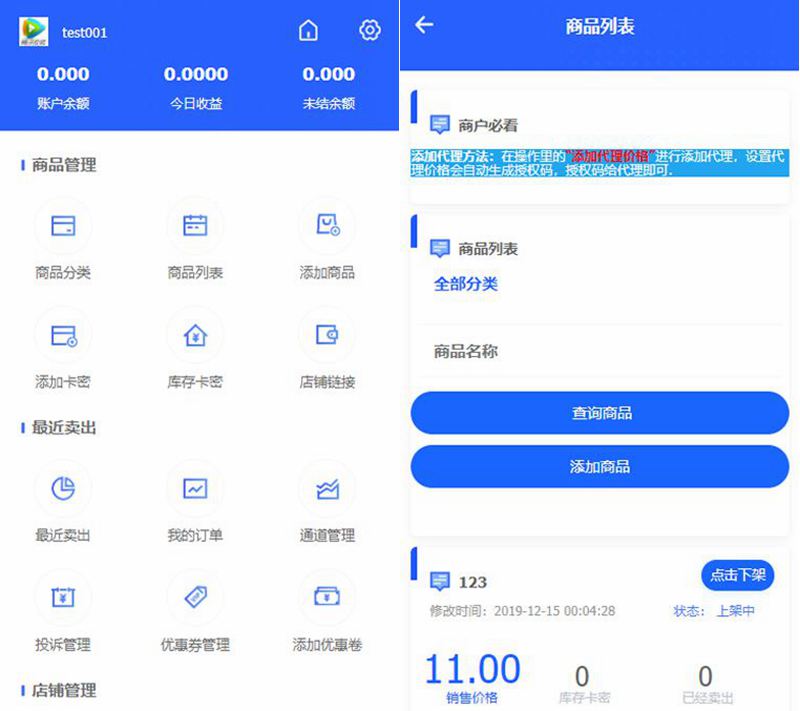 test001
0.000
0.0000
0.000
账户余额
今日收益
未结余额
商品管理
商品分类
商品列表
添加商品
添加卡密
库存卡密
店铺链接
最近卖出
最近卖出
我的订单
通道管理
投诉管理
优惠券管理
添加优惠卷
店铺管理
商品列表
商户必看
添加代理方法：在操作里的"添加代理价格"进行添加代理．设置代
理价格会自动生成授权码，授权码给代理即可．
商品列表
全部分类
商品名称
查询商品
添加商品
123
点击下架
修改时间：2019-12-15 00:04:28
状态： 上架中
11.00
0
0
销售价格
库存卡密
已经卖出